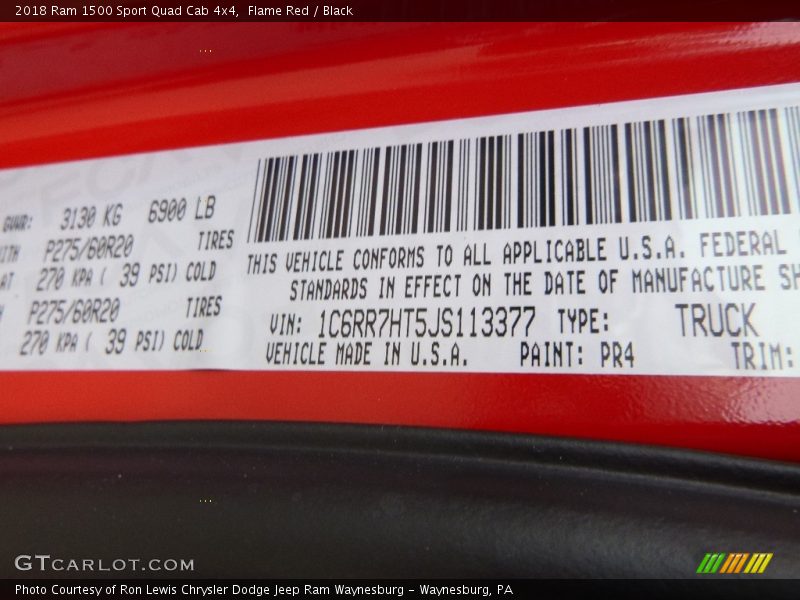 2018 Ram 1500 Sport Quad Cab 4x4,  Flame Red / Black
GVWR: 3130 KG 6900 LB
P275/60R20 TIRES
270 KPA ( 39 PSI) COLD
P275/60R20 TIRES
270 KPA ( 39 PSI) COLD
THIS VEHICLE CONFORMS TO ALL APPLICABLE U.S.A. FEDERAL
STANDARDS IN EFFECT ON THE DATE OF MANUFACTURE SH
VIN: 1C6RR7HT5JS113377 TYPE: TRUCK
VEHICLE MADE IN U.S.A. PAINT: PR4 TRIM:
GTCARLOT.COM
Photo Courtesy of Ron Lewis Chrysler Dodge Jeep Ram Waynesburg - Waynesburg, PA